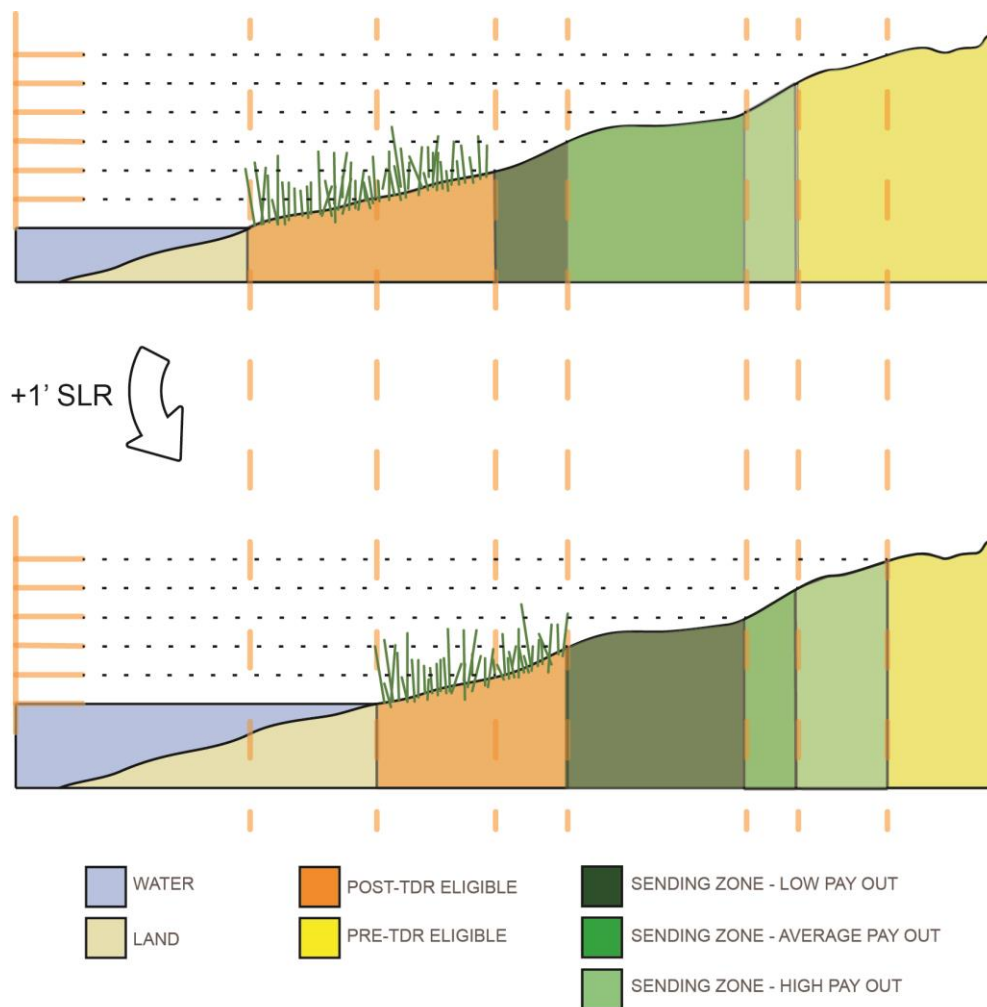 +1' SLR
WATER
LAND
POST-TDR ELIGIBLE
PRE-TDR ELIGIBLE
SENDING ZONE - LOW PAY OUT
SENDING ZONE - AVERAGE PAY OUT
SENDING ZONE - HIGH PAY OUT